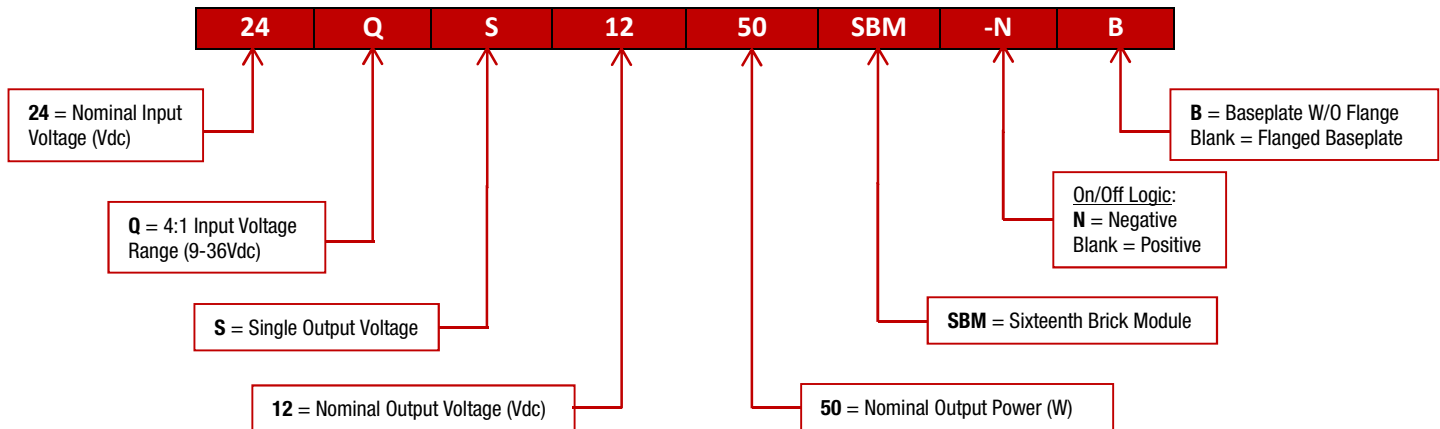 24 Q S 12 50 SBM -N B
24 = Nominal Input
Voltage (Vdc)
B = Baseplate W/O Flange
Blank = Flanged Baseplate
On/Off Logic:
N = Negative
Blank = Positive
Q = 4:1 Input Voltage
Range (9-36Vdc)
S = Single Output Voltage
SBM = Sixteenth Brick Module
12 = Nominal Output Voltage (Vdc)
50 = Nominal Output Power (W)